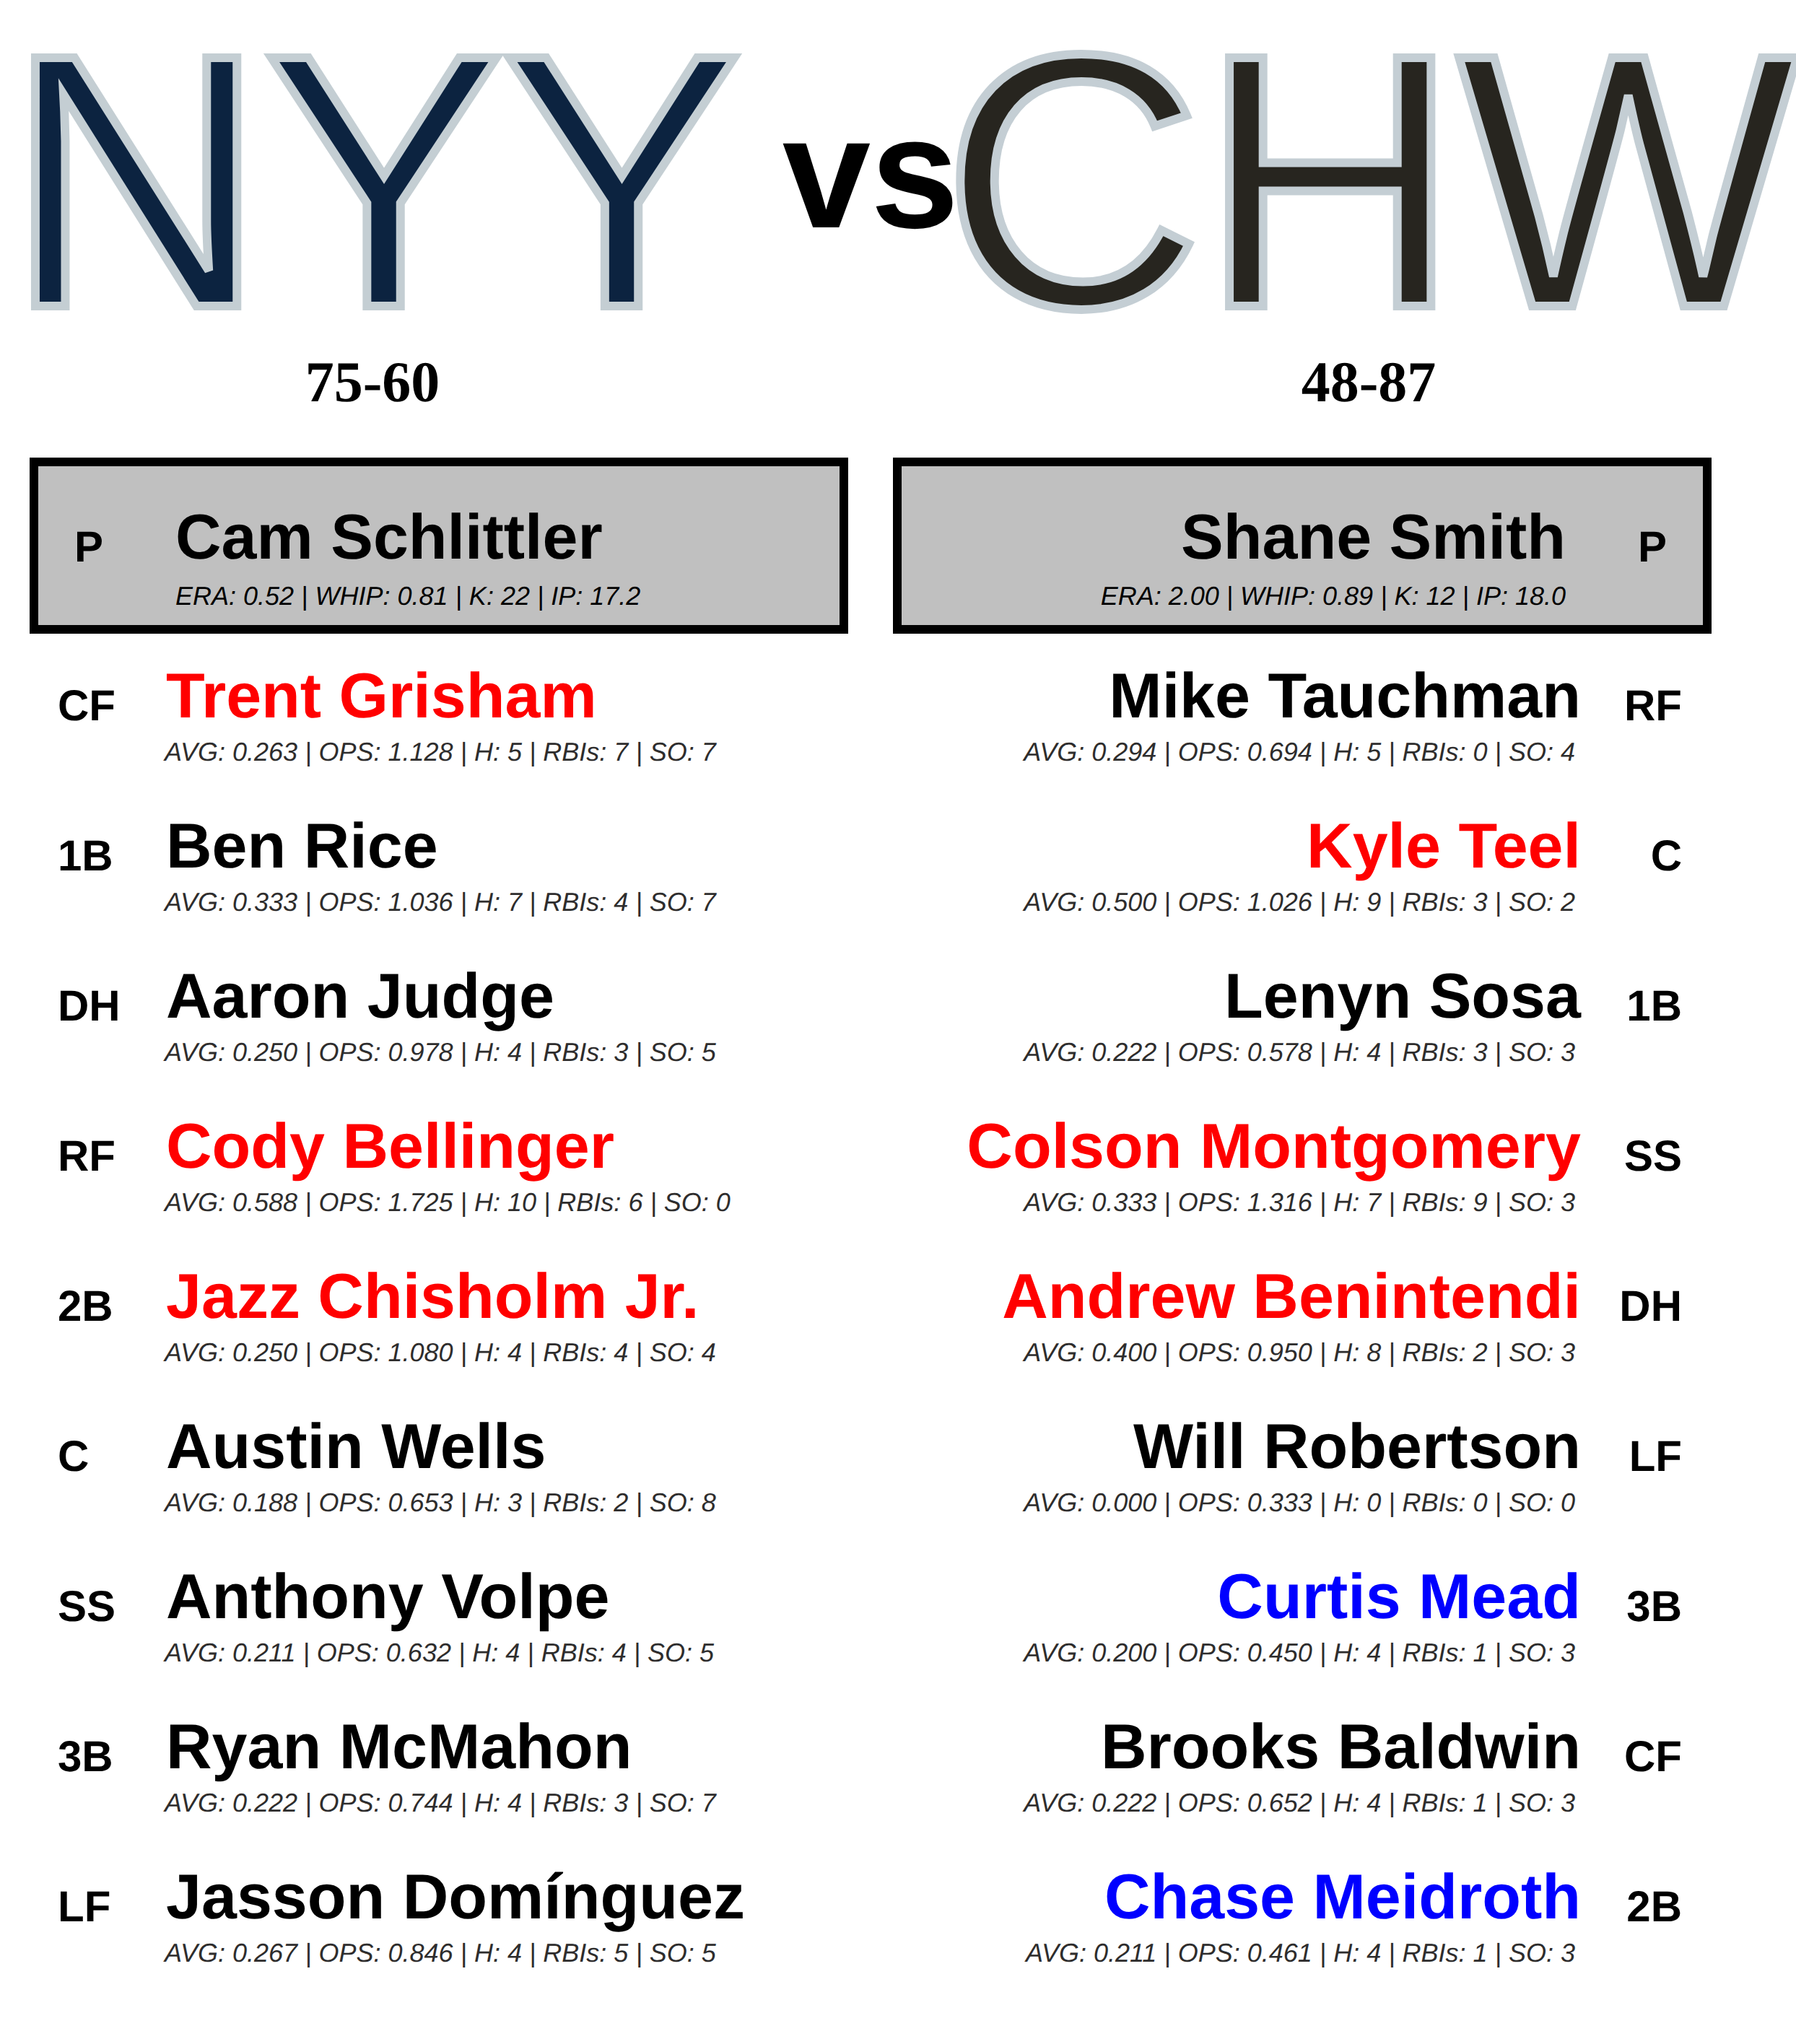 NYY vs CHW
75-60
48-87
P Cam Schlittler
ERA: 0.52 | WHIP: 0.81 | K: 22 | IP: 17.2
Shane Smith P
ERA: 2.00 | WHIP: 0.89 | K: 12 | IP: 18.0
CF Trent Grisham
AVG: 0.263 | OPS: 1.128 | H: 5 | RBIs: 7 | SO: 7
1B Ben Rice
AVG: 0.333 | OPS: 1.036 | H: 7 | RBIs: 4 | SO: 7
DH Aaron Judge
AVG: 0.250 | OPS: 0.978 | H: 4 | RBIs: 3 | SO: 5
RF Cody Bellinger
AVG: 0.588 | OPS: 1.725 | H: 10 | RBIs: 6 | SO: 0
2B Jazz Chisholm Jr.
AVG: 0.250 | OPS: 1.080 | H: 4 | RBIs: 4 | SO: 4
C Austin Wells
AVG: 0.188 | OPS: 0.653 | H: 3 | RBIs: 2 | SO: 8
SS Anthony Volpe
AVG: 0.211 | OPS: 0.632 | H: 4 | RBIs: 4 | SO: 5
3B Ryan McMahon
AVG: 0.222 | OPS: 0.744 | H: 4 | RBIs: 3 | SO: 7
LF Jasson Domínguez
AVG: 0.267 | OPS: 0.846 | H: 4 | RBIs: 5 | SO: 5
Mike Tauchman RF
AVG: 0.294 | OPS: 0.694 | H: 5 | RBIs: 0 | SO: 4
Kyle Teel C
AVG: 0.500 | OPS: 1.026 | H: 9 | RBIs: 3 | SO: 2
Lenyn Sosa 1B
AVG: 0.222 | OPS: 0.578 | H: 4 | RBIs: 3 | SO: 3
Colson Montgomery SS
AVG: 0.333 | OPS: 1.316 | H: 7 | RBIs: 9 | SO: 3
Andrew Benintendi DH
AVG: 0.400 | OPS: 0.950 | H: 8 | RBIs: 2 | SO: 3
Will Robertson LF
AVG: 0.000 | OPS: 0.333 | H: 0 | RBIs: 0 | SO: 0
Curtis Mead 3B
AVG: 0.200 | OPS: 0.450 | H: 4 | RBIs: 1 | SO: 3
Brooks Baldwin CF
AVG: 0.222 | OPS: 0.652 | H: 4 | RBIs: 1 | SO: 3
Chase Meidroth 2B
AVG: 0.211 | OPS: 0.461 | H: 4 | RBIs: 1 | SO: 3